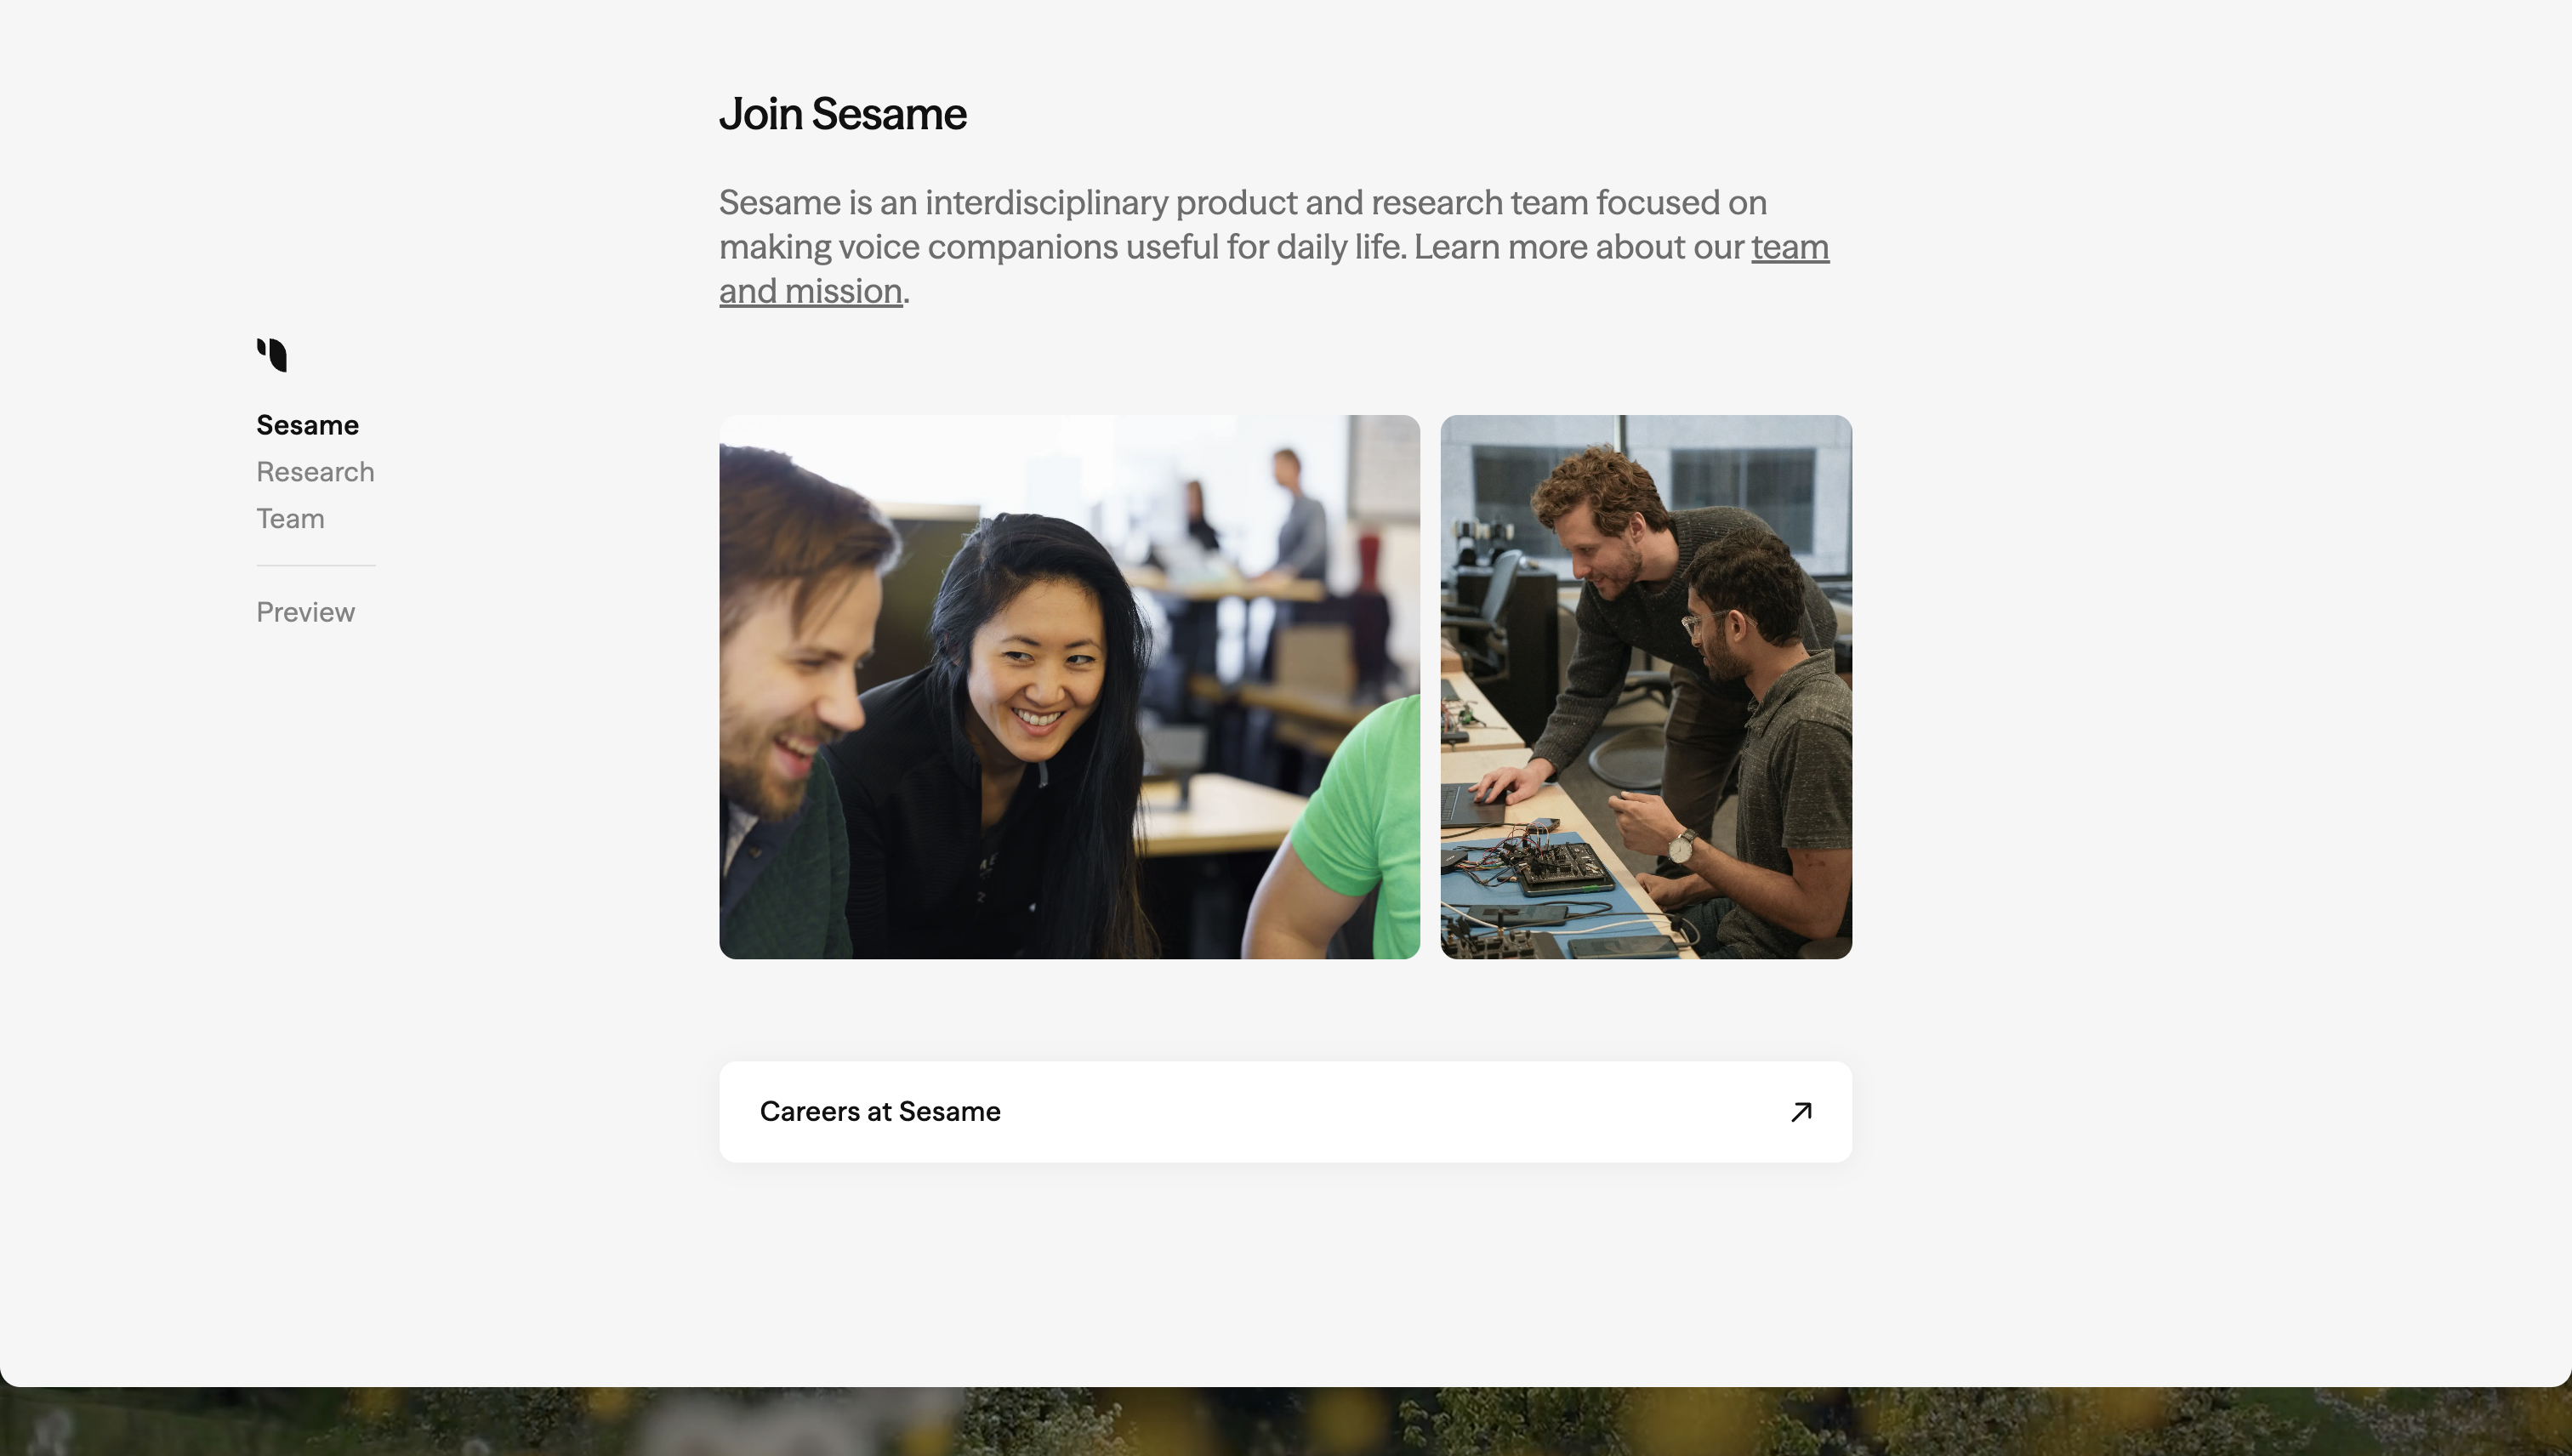 Join Sesame
Sesame is an interdisciplinary product and research team focused on
making voice companions useful for daily life. Learn more about our team
and mission.
Sesame
Research
Team
Preview
Careers at Sesame